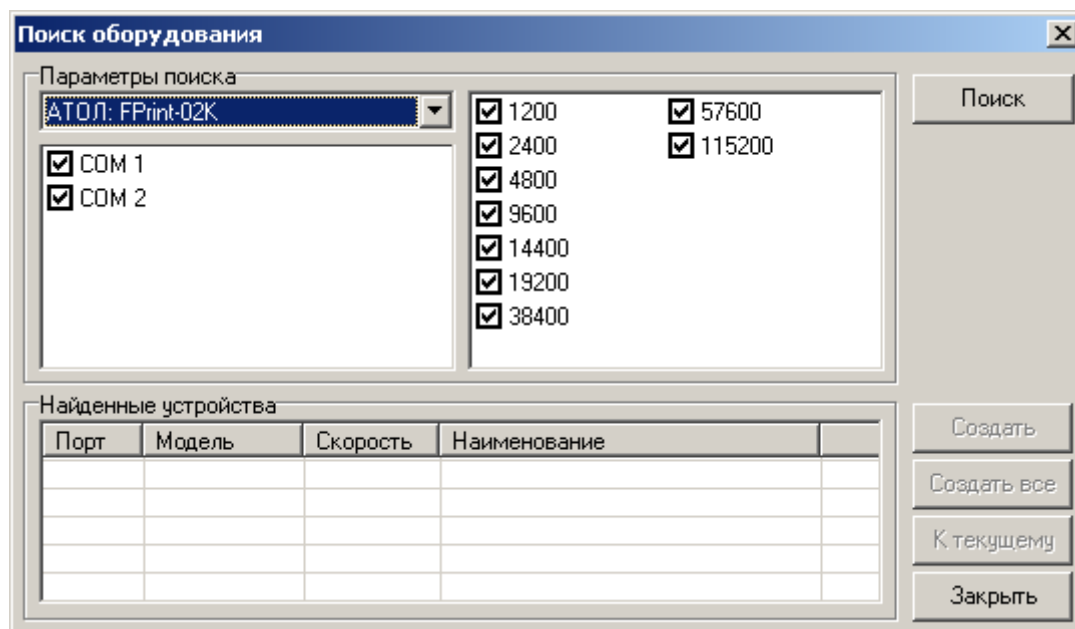 Поиск оборудования
Параметры поиска
АТОЛ: FPrint-02K
COM 1
COM 2
1200
2400
4800
9600
14400
19200
38400
57600
115200
Поиск
Найденные устройства
Порт Модель Скорость Наименование
Создать
Создать все
К текущему
Закрыть